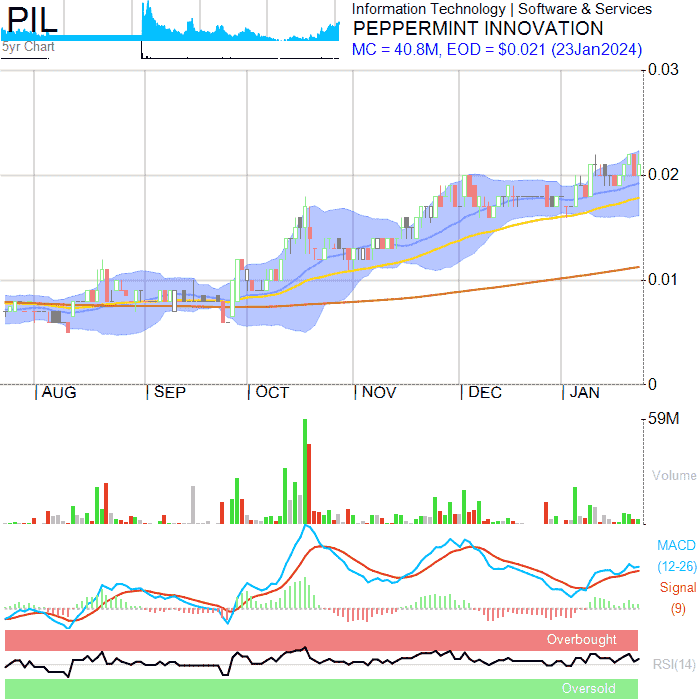 PIL
5yr Chart
Information Technology | Software & Services
PEPPERMINT INNOVATION
MC = 40.8M, EOD = $0.021 (23Jan2024)
0.03
0.02
0.01
0
AUG SEP OCT NOV DEC JAN
59M
Volume
MACD
(12-26)
Signal
(9)
Overbought
RSI(14)
Oversold